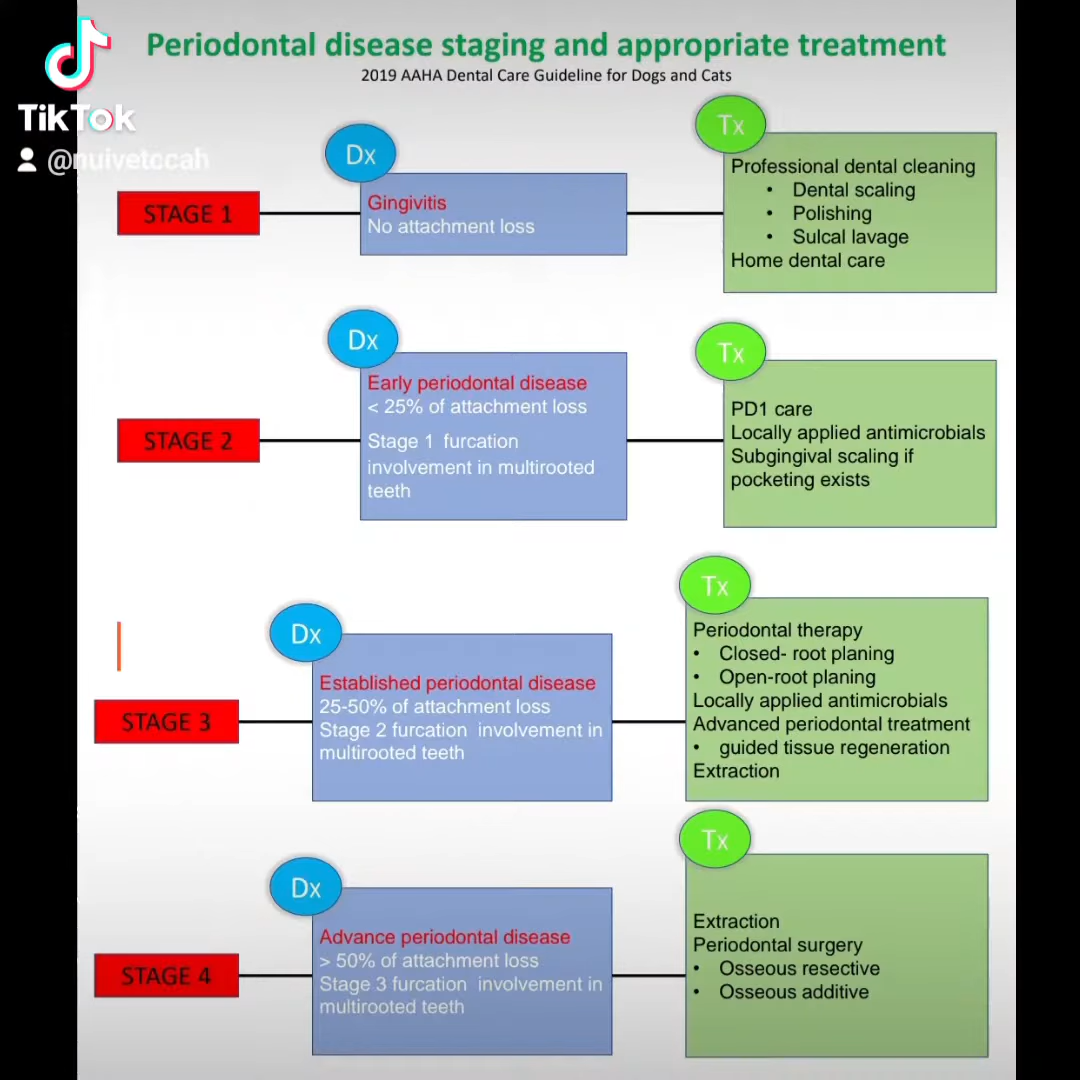 Periodontal disease staging and appropriate treatment
2019 AAHA Dental Care Guideline for Dogs and Cats
TikTok
@nuivetccah
STAGE 1
Dx
Gingivitis
No attachment loss
Tx
Professional dental cleaning
• Dental scaling
• Polishing
• Sulcal lavage
Home dental care
STAGE 2
Dx
Early periodontal disease
< 25% of attachment loss
Stage 1 furcation
involvement in multirooted
teeth
Tx
PD1 care
Locally applied antimicrobials
Subgingival scaling if
pocketing exists
STAGE 3
Dx
Established periodontal disease
25-50% of attachment loss
Stage 2 furcation involvement in
multirooted teeth
Tx
Periodontal therapy
• Closed- root planing
• Open-root planing
Locally applied antimicrobials
Advanced periodontal treatment
• guided tissue regeneration
Extraction
STAGE 4
Dx
Advance periodontal disease
> 50% of attachment loss
Stage 3 furcation involvement in
multirooted teeth
Tx
Extraction
Periodontal surgery
• Osseous resective
• Osseous additive